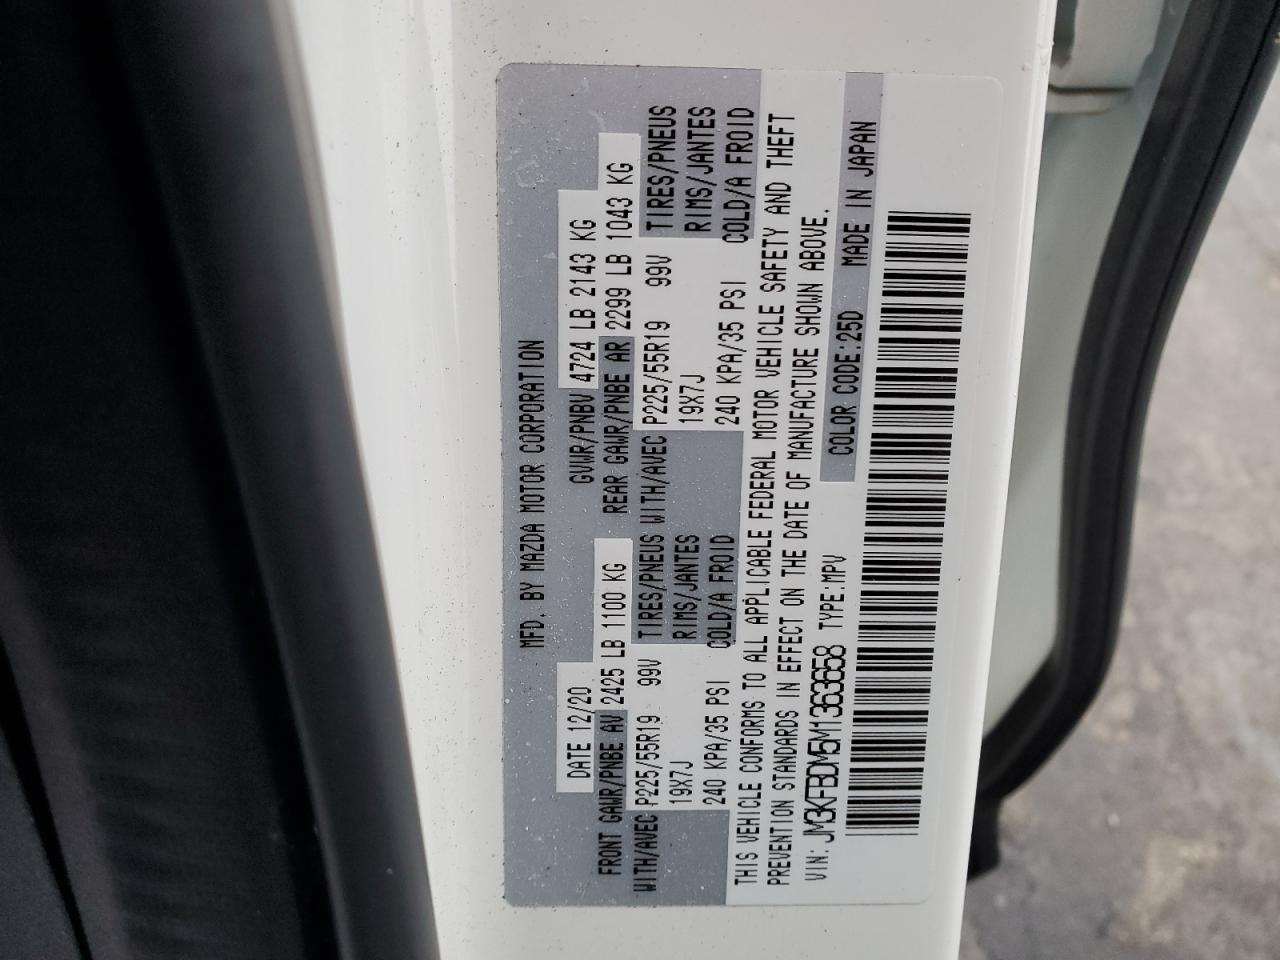 MFD. BY MAZDA MOTOR CORPORATION
DATE 12/20 GVWR/PNBV 4724 LB 2143 KG
FRONT GAWR/PNBE AV 2425 LB 1100 KG REAR GAWR/PNBE AR 2299 LB 1043 KG
WITH/AVEC P225/55R19 99V TIRES/PNEUS WITH/AVEC P225/55R19 99V TIRES/PNEUS
19X7J RIMS/JANTES 19X7J RIMS/JANTES
240 KPA/35 PSI COLD/A FROID 240 KPA/35 PSI COLD/A FROID
THIS VEHICLE CONFORMS TO ALL APPLICABLE FEDERAL MOTOR VEHICLE SAFETY AND THEFT
PREVENTION STANDARDS IN EFFECT ON THE DATE OF MANUFACTURE SHOWN ABOVE.
VIN: JM3KFBDM5M1363658 TYPE:MPV COLOR CODE:25D MADE IN JAPAN